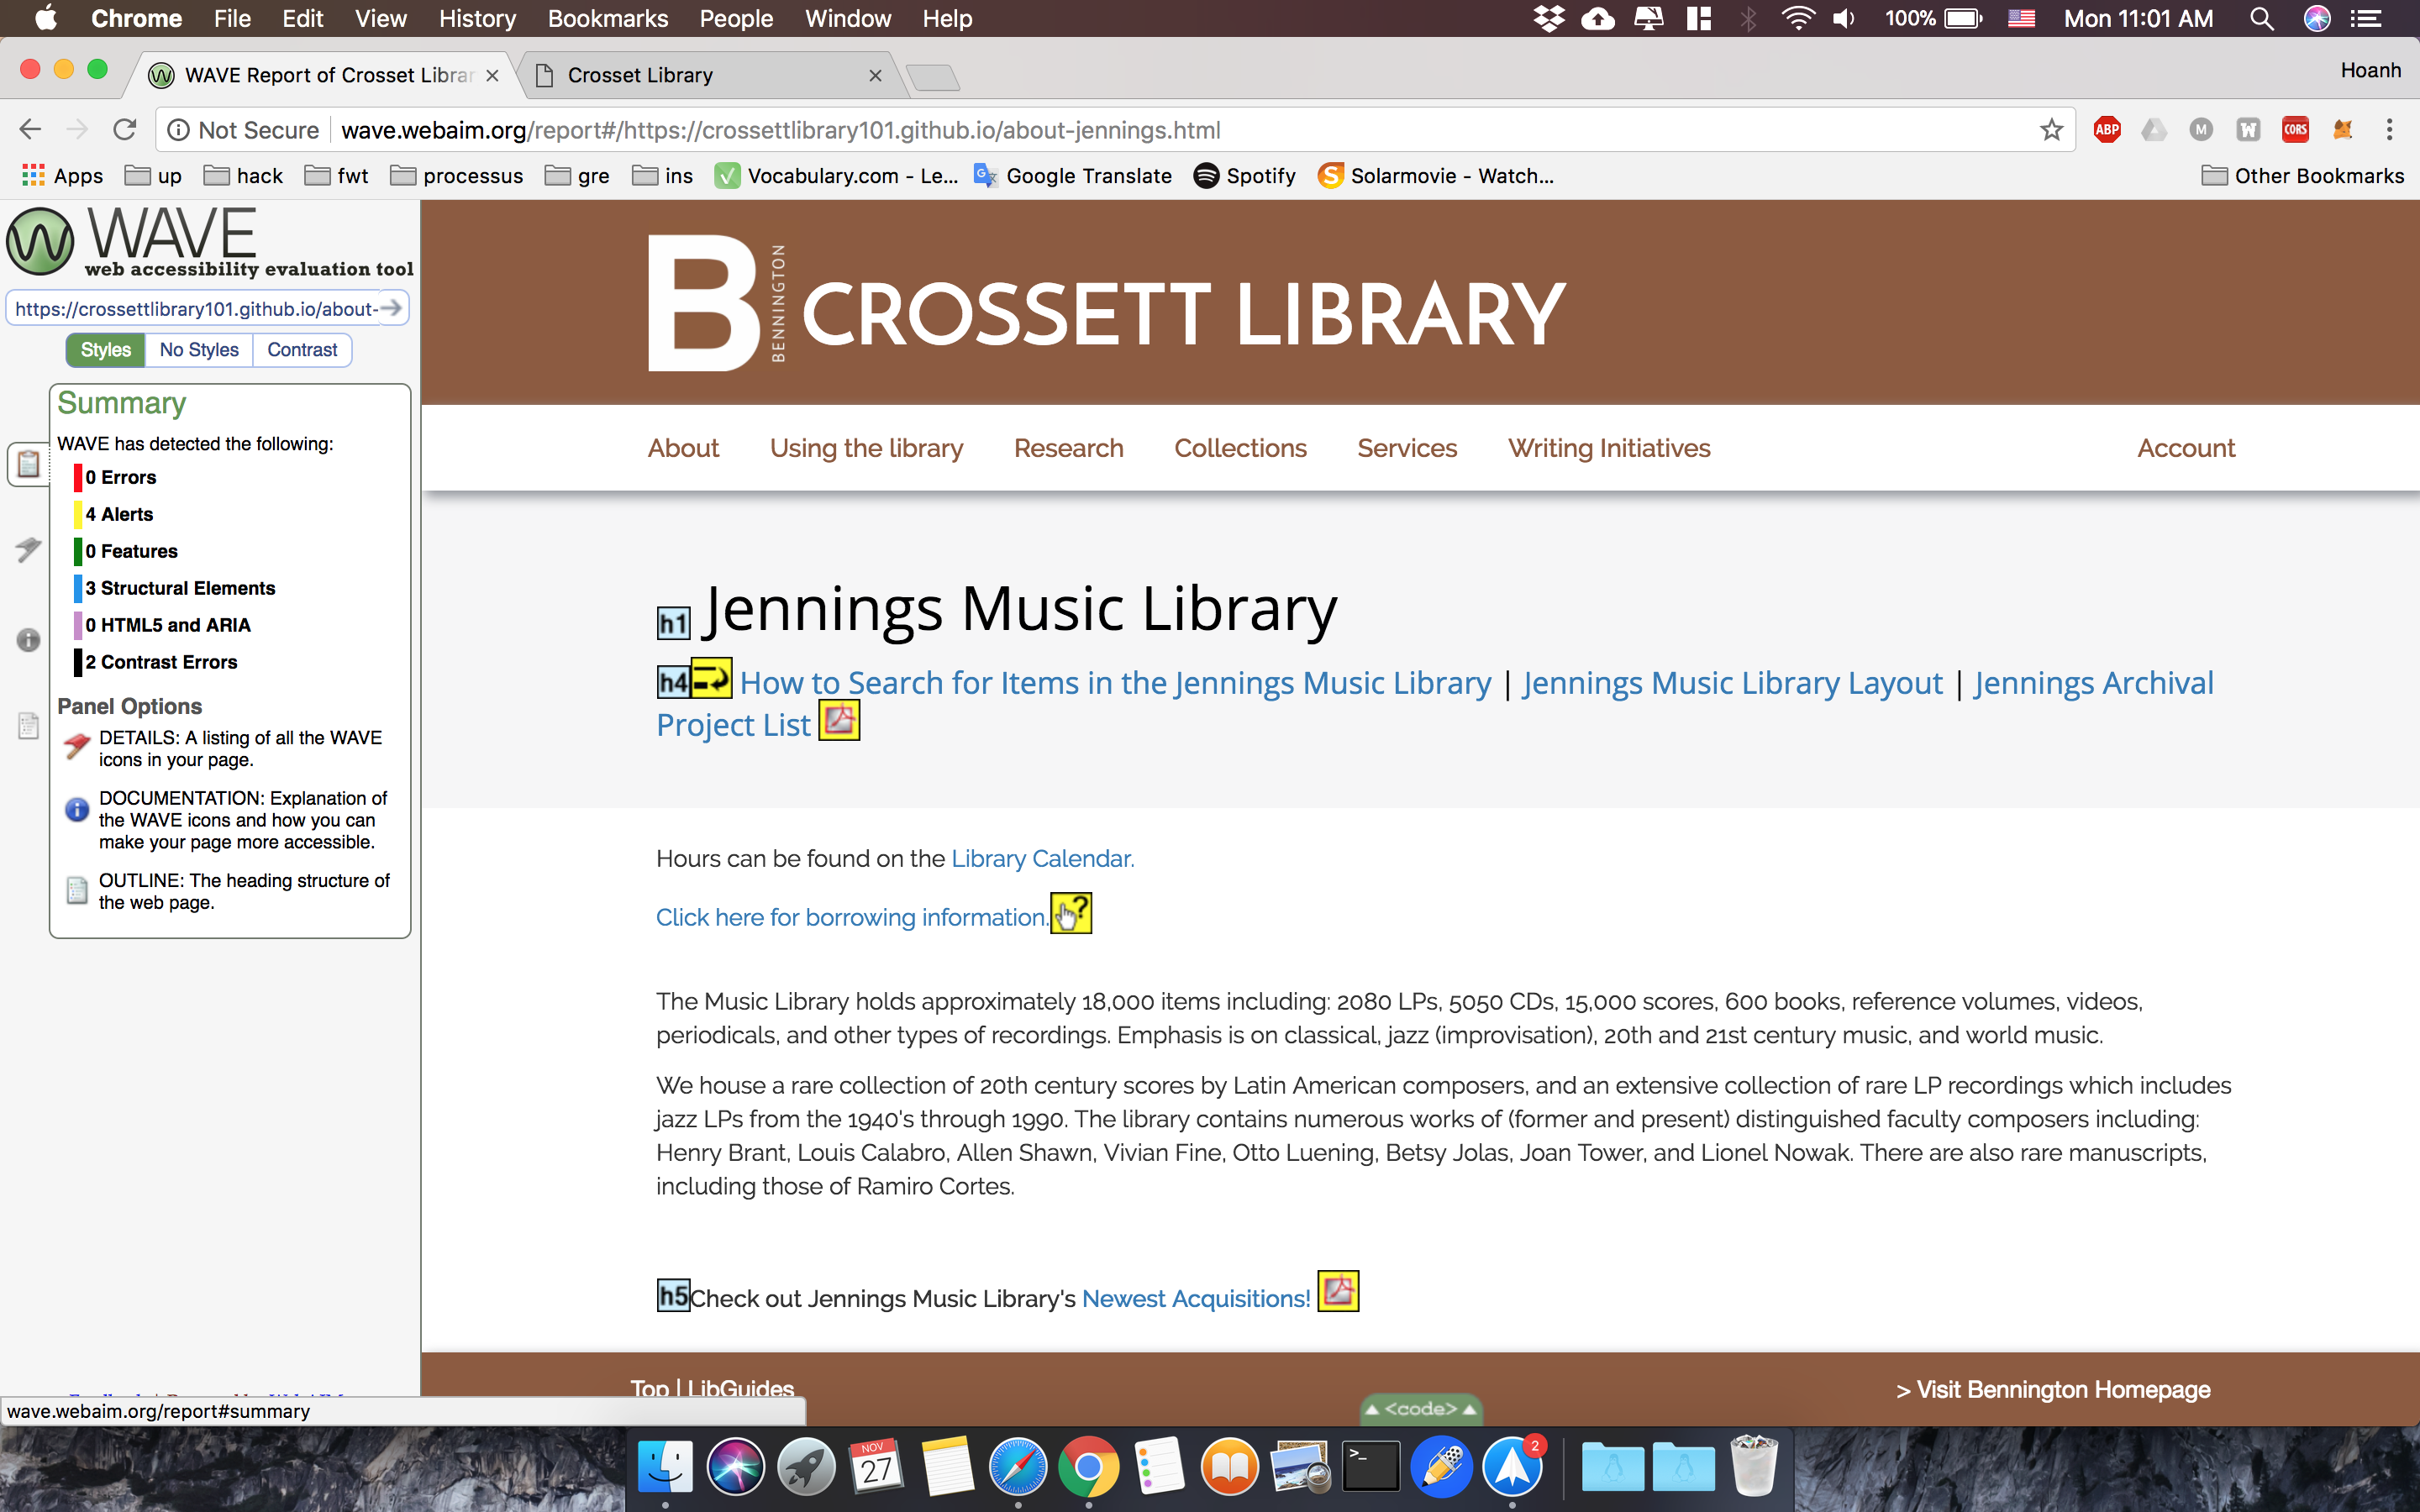 Chrome File Edit View History Bookmarks People Window Help 100% Mon 11:01 AM
WAVE Report of Crosset Librar Crosset Library Hoanh
Not Secure wave.webaim.org/report#/https://crossettlibrary101.github.io/about-jennings.html ABP M W CORS
Apps up hack fwt processus gre ins Vocabulary.com - Le... Google Translate Spotify Solarmovie - Watch... Other Bookmarks
WAVE
web accessibility evaluation tool
https://crossettlibrary101.github.io/about-
Styles No Styles Contrast
Summary
WAVE has detected the following:
0 Errors
4 Alerts
0 Features
3 Structural Elements
0 HTML5 and ARIA
2 Contrast Errors
Panel Options
DETAILS: A listing of all the WAVE
icons in your page.
DOCUMENTATION: Explanation of
the WAVE icons and how you can
make your page more accessible.
OUTLINE: The heading structure of
the web page.
wave.webaim.org/report#summary
B BENNINGTON CROSSETT LIBRARY
About Using the library Research Collections Services Writing Initiatives Account
h1 Jennings Music Library
h4 How to Search for Items in the Jennings Music Library | Jennings Music Library Layout | Jennings Archival
Project List
Hours can be found on the Library Calendar.
Click here for borrowing information. ?
The Music Library holds approximately 18,000 items including: 2080 LPs, 5050 CDs, 15,000 scores, 600 books, reference volumes, videos,
periodicals, and other types of recordings. Emphasis is on classical, jazz (improvisation), 20th and 21st century music, and world music.
We house a rare collection of 20th century scores by Latin American composers, and an extensive collection of rare LP recordings which includes
jazz LPs from the 1940's through 1990. The library contains numerous works of (former and present) distinguished faculty composers including:
Henry Brant, Louis Calabro, Allen Shawn, Vivian Fine, Otto Luening, Betsy Jolas, Joan Tower, and Lionel Nowak. There are also rare manuscripts,
including those of Ramiro Cortes.
h5 Check out Jennings Music Library's Newest Acquisitions!
Top | LibGuides > Visit Bennington Homepage
<code>
NOV
27
2